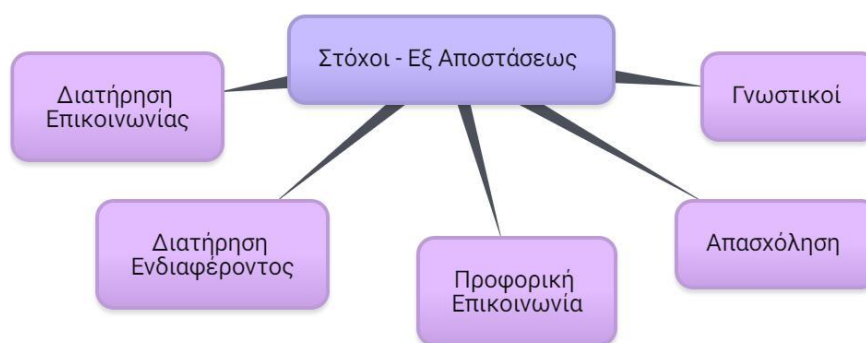 Στόχοι - Εξ Αποστάσεως
Διατήρηση
Επικοινωνίας
Γνωστικοί
Διατήρηση
Ενδιαφέροντος
Προφορική
Επικοινωνία
Απασχόληση